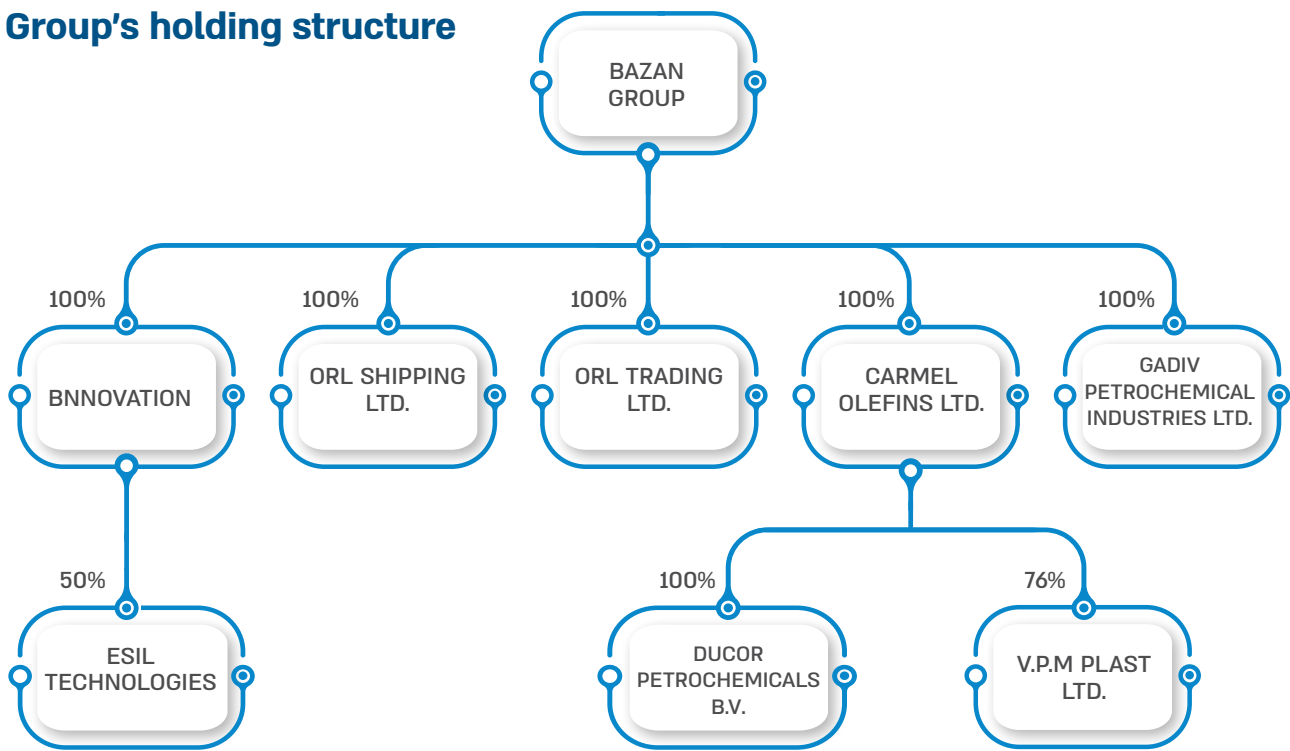 Group's holding structure
BAZAN
GROUP
100%
100%
100%
100%
100%
BNNOVATION
ORL SHIPPING
LTD.
ORL TRADING
LTD.
CARMEL
OLEFINS LTD.
GADIV
PETROCHEMICAL
INDUSTRIES LTD.
50%
100%
76%
ESIL
TECHNOLOGIES
DUCOR
PETROCHEMICALS
B.V.
V.P.M PLAST
LTD.